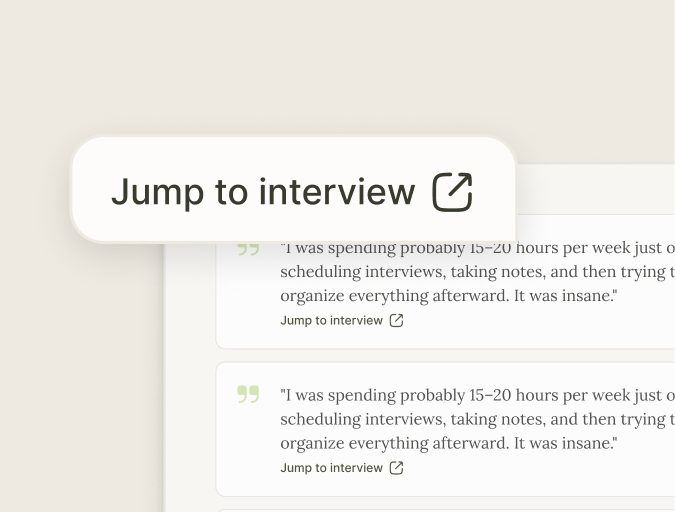 Jump to interview
"I was spending probably 15–20 hours per week just
scheduling interviews, taking notes, and then trying
organize everything afterward. It was insane."
Jump to interview
"I was spending probably 15–20 hours per week just
scheduling interviews, taking notes, and then trying
organize everything afterward. It was insane."
Jump to interview